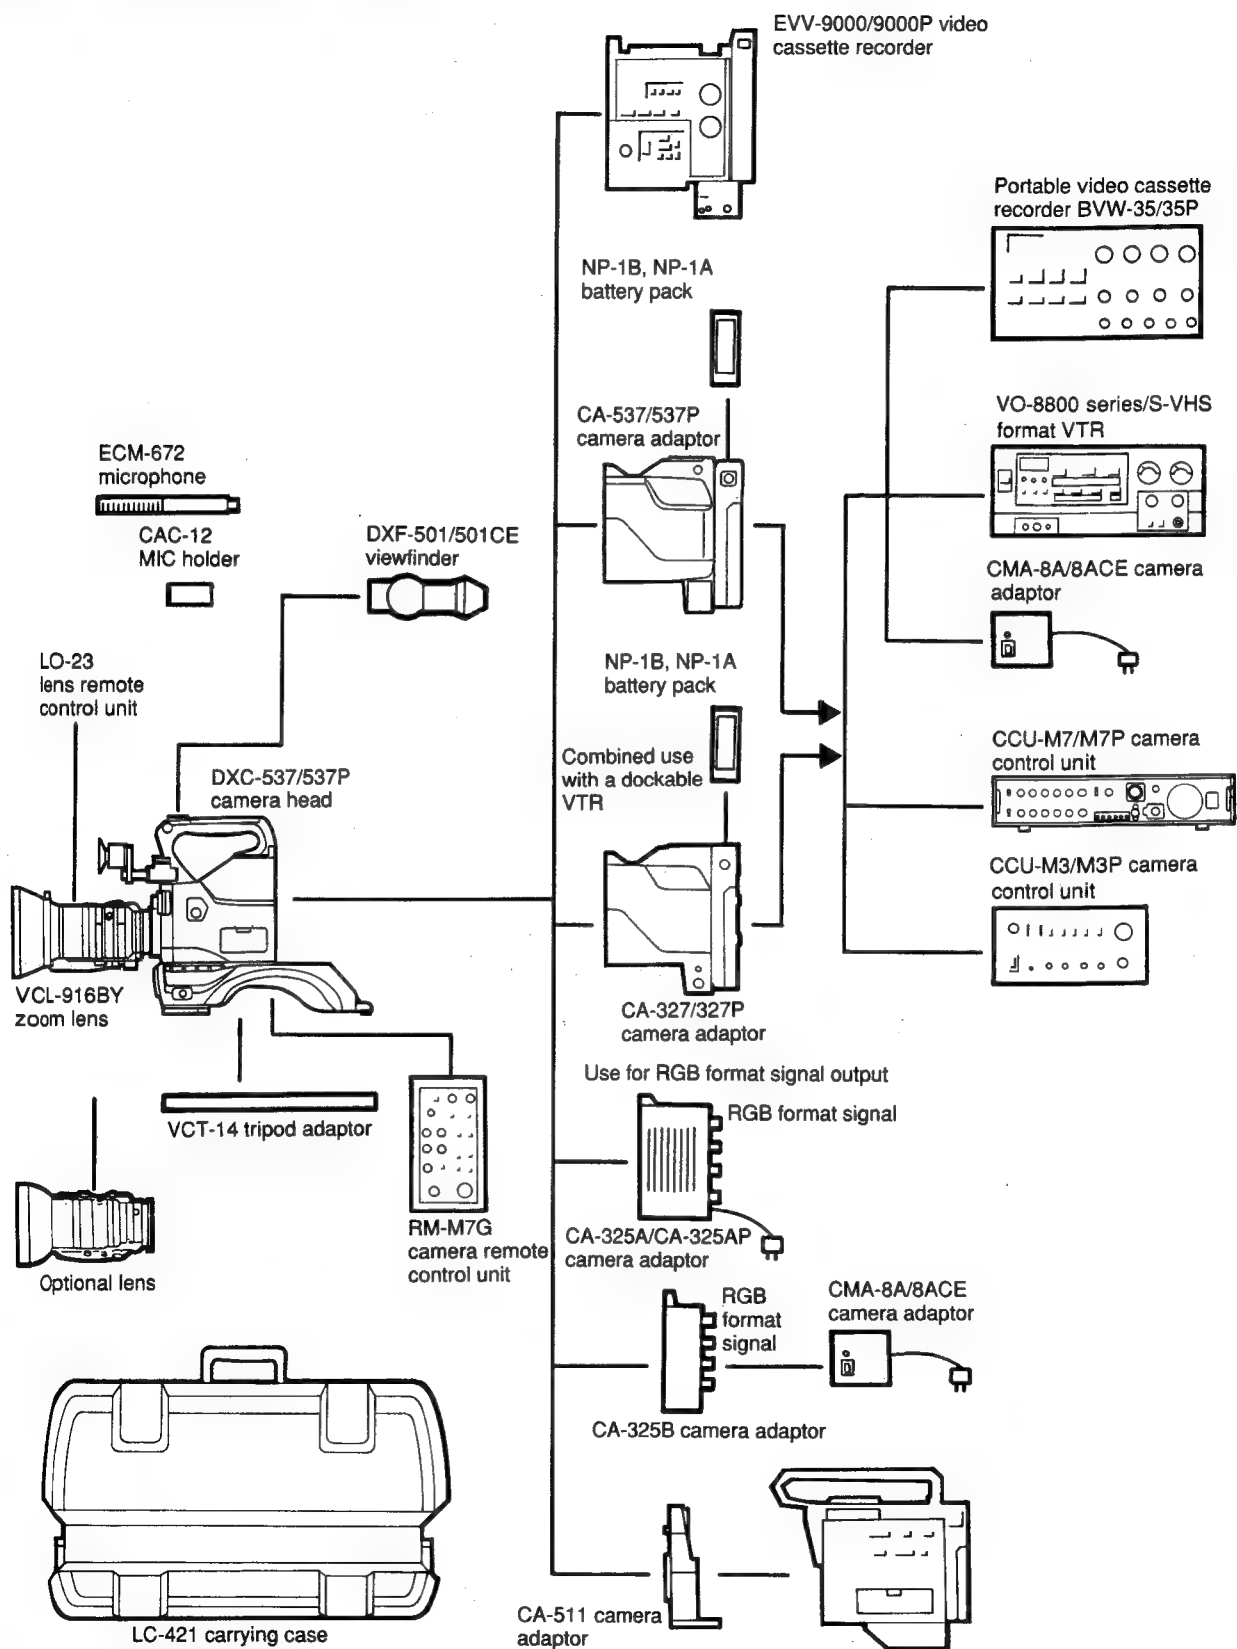 EVV-9000/9000P video
cassette recorder
Portable video cassette
recorder BVW-35/35P
NP-1B, NP-1A
battery pack
VO-8800 series/S-VHS
format VTR
CA-537/537P
camera adaptor
ECM-672
microphone
CAC-12
MIC holder
DXF-501/501CE
viewfinder
CMA-8A/8ACE camera
adaptor
LO-23
lens remote
control unit
NP-1B, NP-1A
battery pack
Combined use
with a dockable
VTR
CCU-M7/M7P camera
control unit
DXC-537/537P
camera head
CCU-M3/M3P camera
control unit
VCL-916BY
zoom lens
CA-327/327P
camera adaptor
Use for RGB format signal output
RGB format signal
VCT-14 tripod adaptor
RM-M7G
camera remote
control unit
CA-325A/CA-325AP
camera adaptor
Optional lens
RGB
format
signal
CMA-8A/8ACE
camera adaptor
CA-325B camera adaptor
CA-511 camera
adaptor
LC-421 carrying case